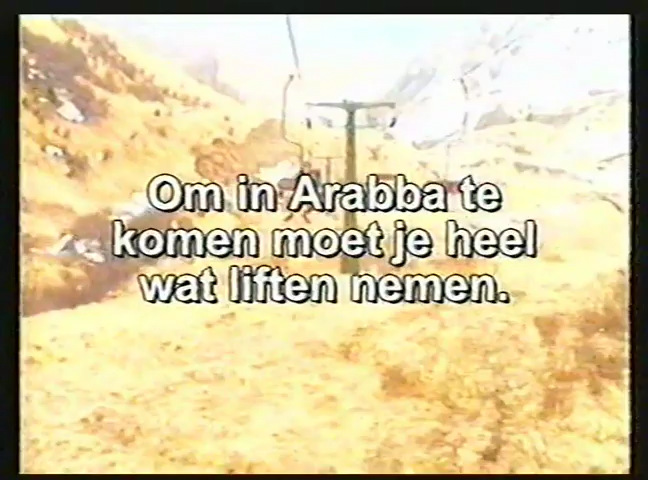 Om in Arabba te
komen moet je heel
wat liften nemen.